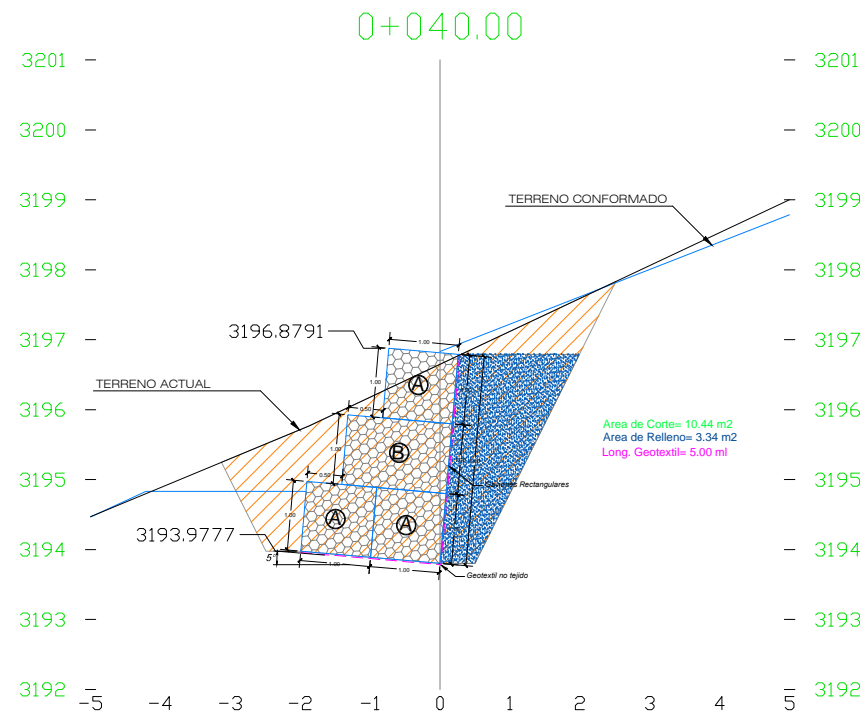 0+040.00
3201 3201
3200 3200
3199 3199
TERRENO CONFORMADO
3198 3198
3197 3197
3196.8791
1.00
1.00
TERRENO ACTUAL
A
3196 3196
0.50
Area de Corte= 10.44 m2
Area de Relleno= 3.34 m2
B
1.00
Long. Geotextil= 5.00 ml
3195 3195
0.50
Rectangulares
A A
1.00
3193.9777
3194 3194
5°
1.00
1.00
Geotextil no tejido
3193 3193
3192 3192
-5 -4 -3 -2 -1 0 1 2 3 4 5